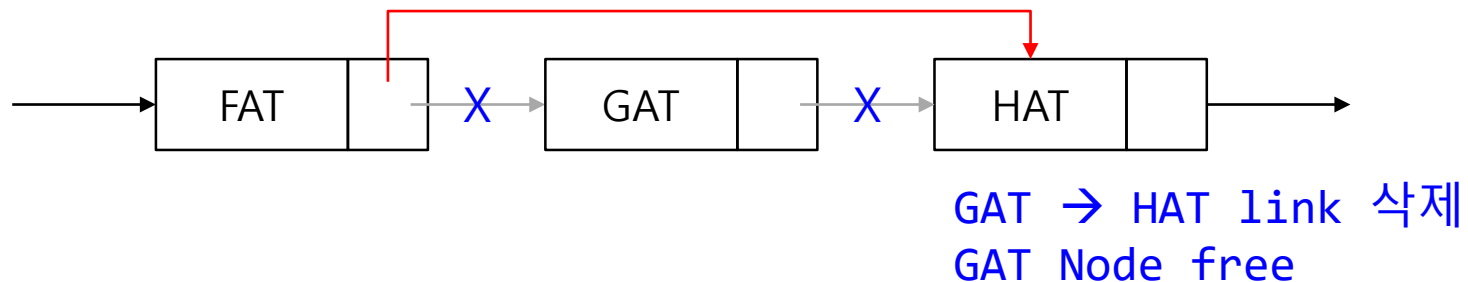 FAT X GAT X HAT
GAT → HAT link 삭제
GAT Node free